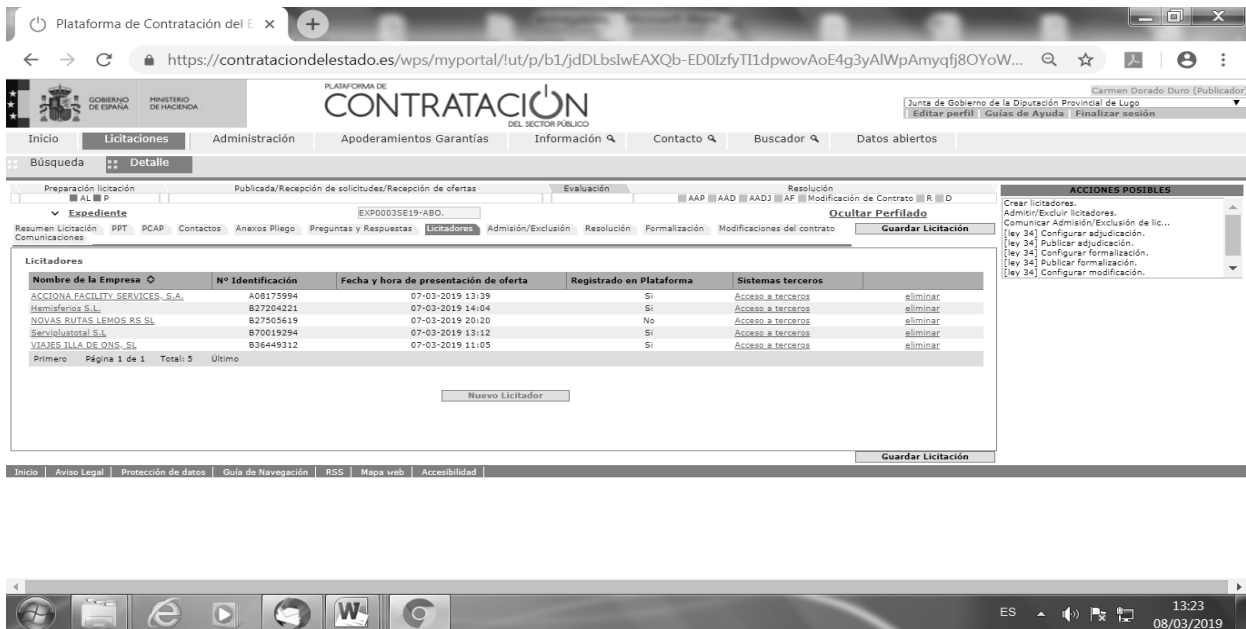 Plataforma de Contratación del E
https://contrataciondelestado.es/wps/myportal/!ut/p/b1/jdDLbsIwEAXQb-ED0IzfyTI1dpwovAoE4g3yAlWpAmyqfj8OYoW...
GOBIERNO DE ESPAÑA
MINISTERIO DE HACIENDA
PLATAFORMA DE
CONTRATACIÓN
DEL SECTOR PÚBLICO
Carmen Dorado Duro (Publicador)
Junta de Gobierno de la Diputación Provincial de Lugo
Editar perfil Guías de Ayuda Finalizar sesión
Inicio Licitaciones Administración Apoderamientos Garantías Información Contacto Buscador Datos abiertos
Búsqueda Detalle
Preparación licitación Publicada/Recepción de solicitudes/Recepción de ofertas Evaluación Resolución
AL P AAP AAD AADJ AF Modificación de Contrato R D
Expediente EXP0003SE19-ABO. Ocultar Perfilado
Resumen Licitación PPT PCAP Contactos Anexos Pliego Preguntas y Respuestas Licitadores Admisión/Exclusión Resolución Formalización Modificaciones del contrato Guardar Licitación
Comunicaciones
ACCIONES POSIBLES
Crear licitadores.
Admitir/Excluir licitadores.
Comunicar Admisión/Exclusión de lic...
[ley 34] Configurar adjudicación.
[ley 34] Publicar adjudicación.
[ley 34] Configurar formalización.
[ley 34] Publicar formalización.
[ley 34] Configurar modificación.
Licitadores
Nombre de la Empresa Nº Identificación Fecha y hora de presentación de oferta Registrado en Plataforma Sistemas terceros
ACCIONA FACILITY SERVICES, S.A. A08175994 07-03-2019 13:39 Si Acceso a terceros eliminar
Hemisferios S.L. B27204221 07-03-2019 14:04 Si Acceso a terceros eliminar
NOVAS RUTAS LEMOS RS SL B27505619 07-03-2019 20:20 No Acceso a terceros eliminar
Serviplustotal S.L B70019294 07-03-2019 13:12 Si Acceso a terceros eliminar
VIAJES ILLA DE ONS, SL B36449312 07-03-2019 11:05 Si Acceso a terceros eliminar
Primero Página 1 de 1 Total: 5 Último
Nuevo Licitador
Guardar Licitación
Inicio | Aviso Legal | Protección de datos | Guía de Navegación | RSS | Mapa web | Accesibilidad |
ES 13:23
08/03/2019